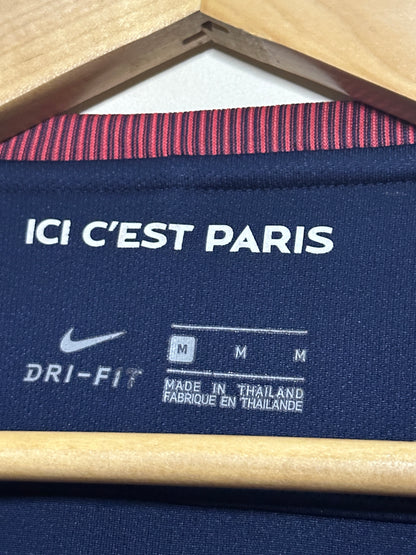 ICI C'EST PARIS
M M M
DRI-FIT
MADE IN THAILAND
FABRIQUE EN THAILANDE